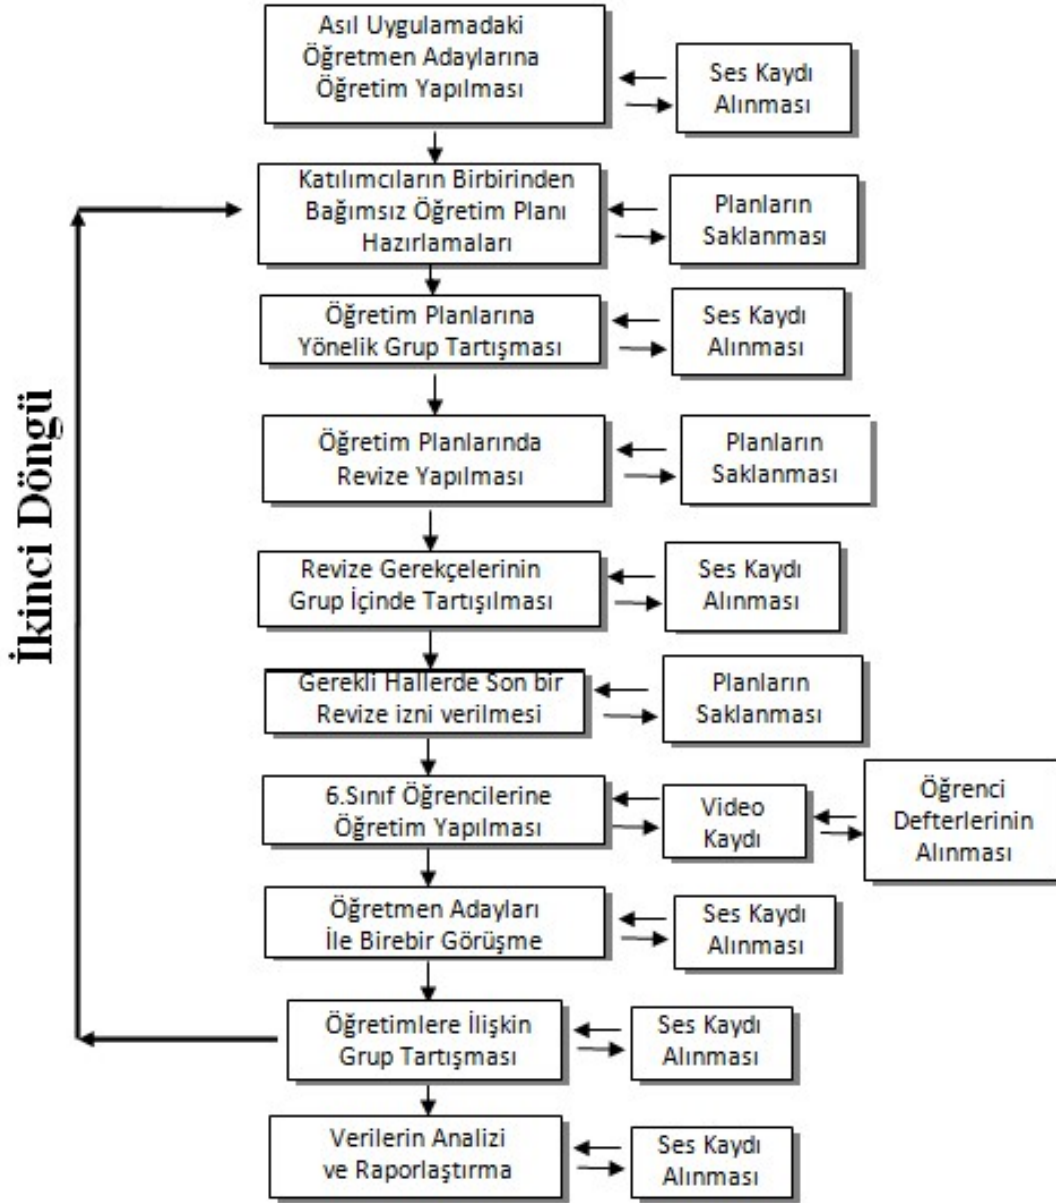 Asıl Uygulamadaki
Öğretmen Adaylarına
Öğretim Yapılması
Ses Kaydı
Alınması
Katılımcıların Birbirinden
Bağımsız Öğretim Planı
Hazırlamaları
Planların
Saklanması
Öğretim Planlarına
Yönelik Grup Tartışması
Ses Kaydı
Alınması
Öğretim Planlarında
Revize Yapılması
Planların
Saklanması
İkinci Döngü
Revize Gerekçelerinin
Grup İçinde Tartışılması
Ses Kaydı
Alınması
Gerekli Hallerde Son bir
Revize izni verilmesi
Planların
Saklanması
6.Sınıf Öğrencilerine
Öğretim Yapılması
Video
Kaydı
Öğrenci
Defterlerinin
Alınması
Öğretmen Adayları
İle Birebir Görüşme
Ses Kaydı
Alınması
Öğretimlere İlişkin
Grup Tartışması
Ses Kaydı
Alınması
Verilerin Analizi
ve Raporlaştırma
Ses Kaydı
Alınması